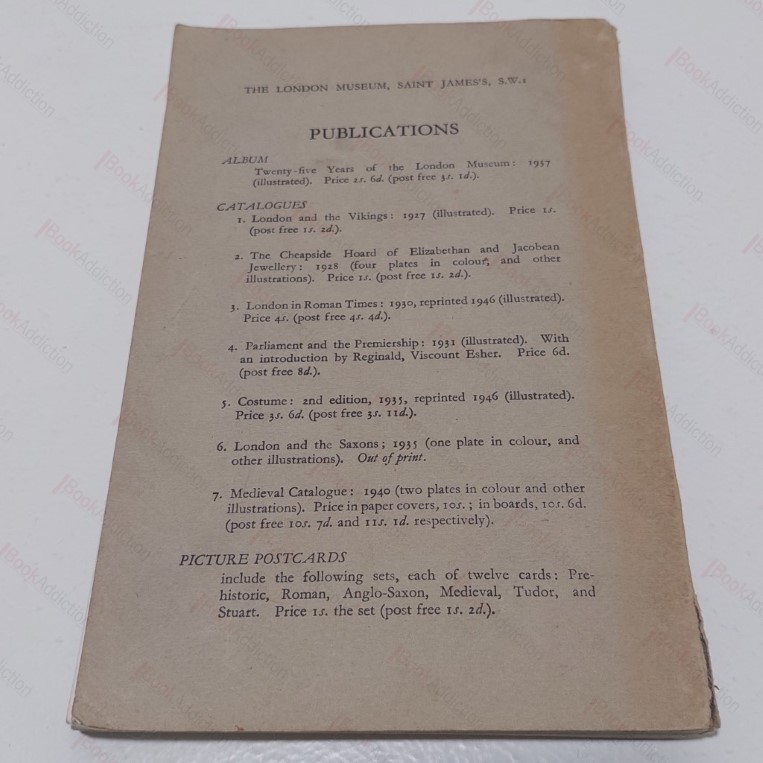 THE LONDON MUSEUM, SAINT JAMES'S, S.W.1
PUBLICATIONS
ALBUM
Twenty-five Years of the London Museum: 1937
(illustrated). Price 2s. 6d. (post free 3s. 1d.).
CATALOGUES
1. London and the Vikings: 1927 (illustrated). Price 1s.
(post free 1s. 2d.).
2. The Cheapside Hoard of Elizabethan and Jacobean
Jewellery: 1928 (four plates in colour, and other
illustrations). Price 1s. (post free 1s. 2d.).
3. London in Roman Times: 1930, reprinted 1946 (illustrated).
Price 4s. (post free 4s. 4d.).
4. Parliament and the Premiership: 1931 (illustrated). With
an introduction by Reginald, Viscount Esher. Price 6d.
(post free 8d.).
5. Costume: 2nd edition, 1935, reprinted 1946 (illustrated).
Price 3s. 6d. (post free 3s. 11d.).
6. London and the Saxons; 1935 (one plate in colour, and
other illustrations). Out of print.
7. Medieval Catalogue: 1940 (two plates in colour and other
illustrations). Price in paper covers, 10s.; in boards, 10s. 6d.
(post free 10s. 7d. and 11s. 1d. respectively).
PICTURE POSTCARDS
include the following sets, each of twelve cards: Pre-
historic, Roman, Anglo-Saxon, Medieval, Tudor, and
Stuart. Price 1s. the set (post free 1s. 2d.).
BookAddiction